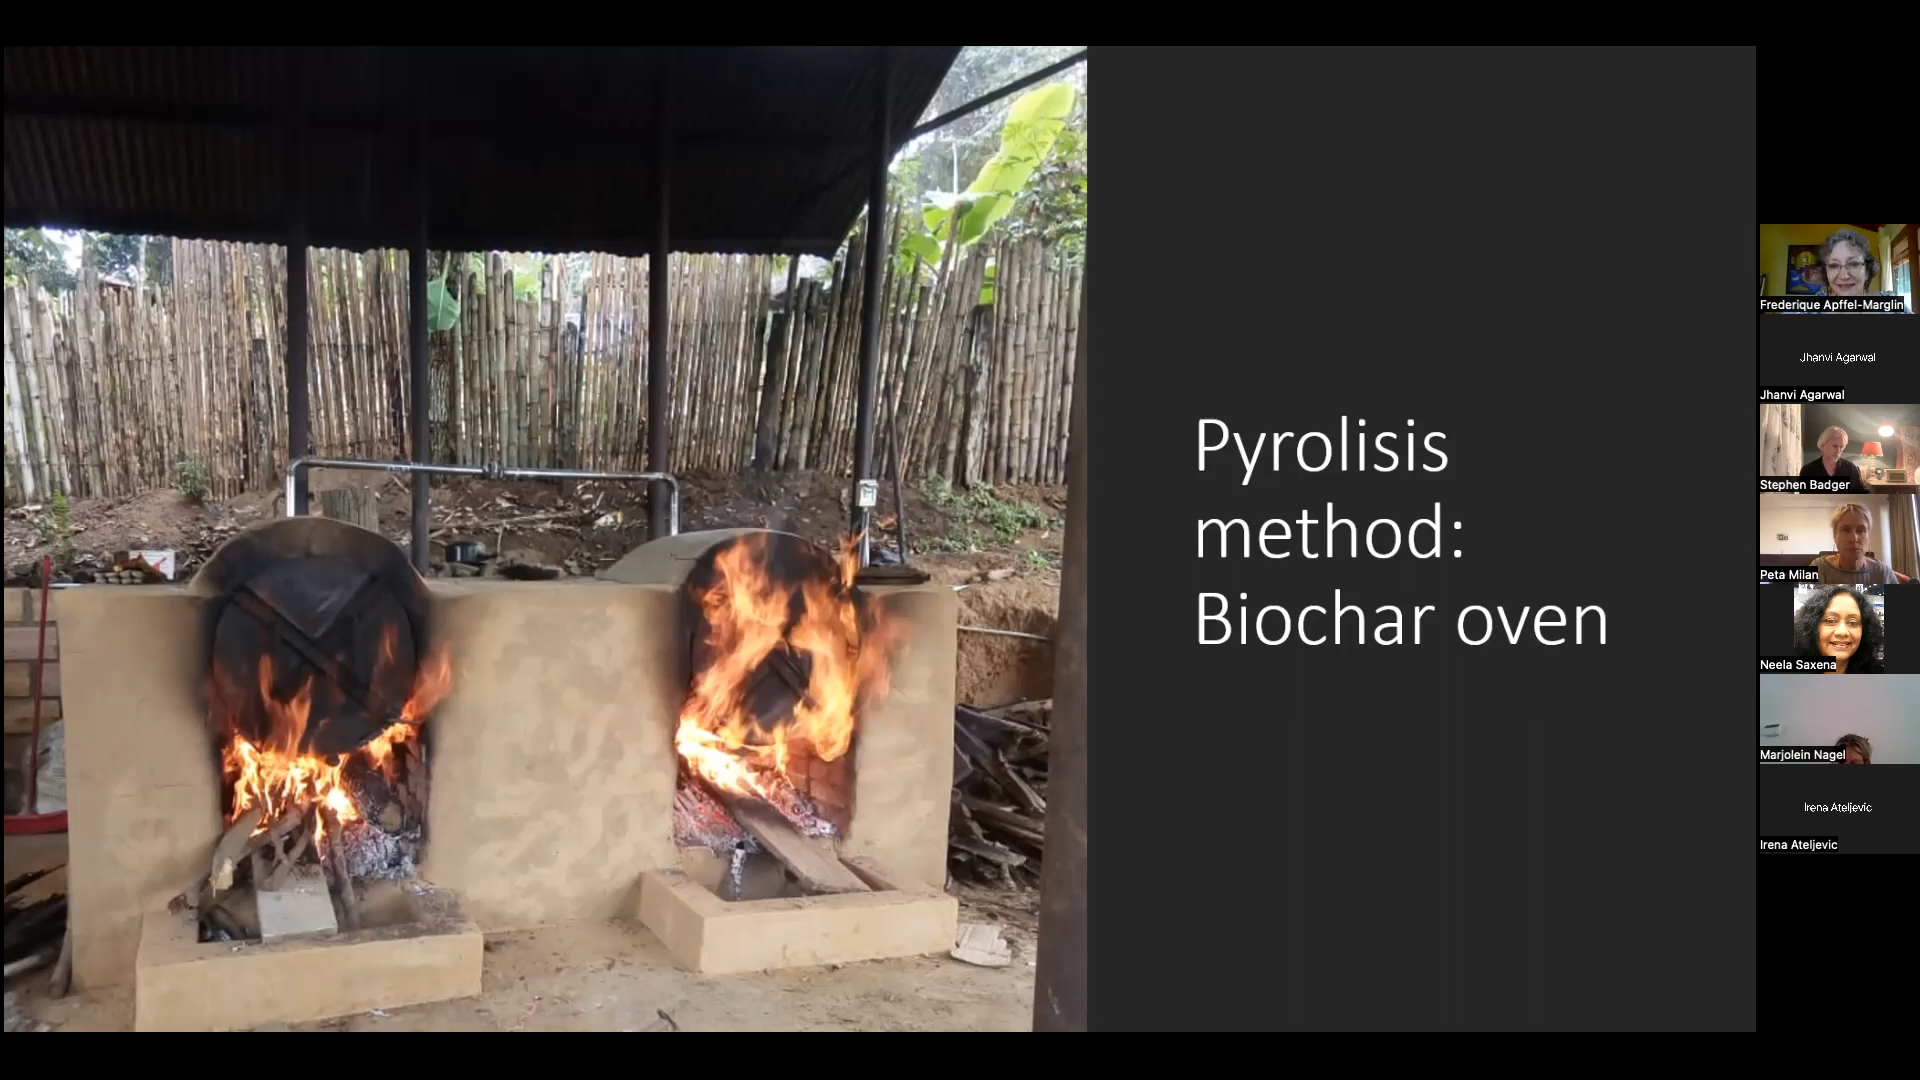 Pyrolisis
method:
Biochar oven
Frederique Apffel-Marglin
Jhanvi Agarwal
Jhanvi Agarwal
Stephen Badger
Peta Milan
Neela Saxena
Marjolein Nagel
Irena Ateljevic
Irena Ateljevic